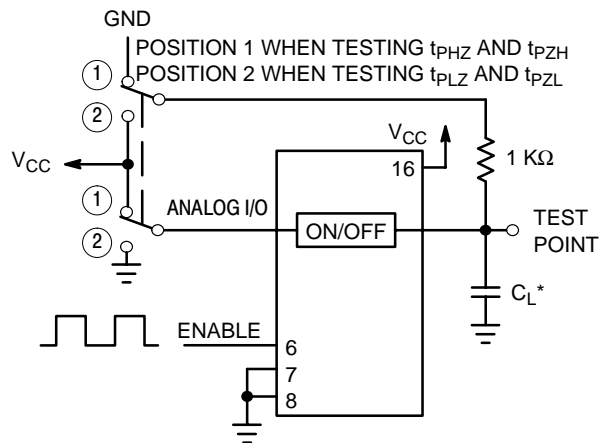 GND
POSITION 1 WHEN TESTING tPHZ AND tPZH
POSITION 2 WHEN TESTING tPLZ AND tPZL
1
2
VCC
1
2
ANALOG I/O
ON/OFF
VCC
16
1 KΩ
TEST
POINT
CL*
ENABLE
6
7
8